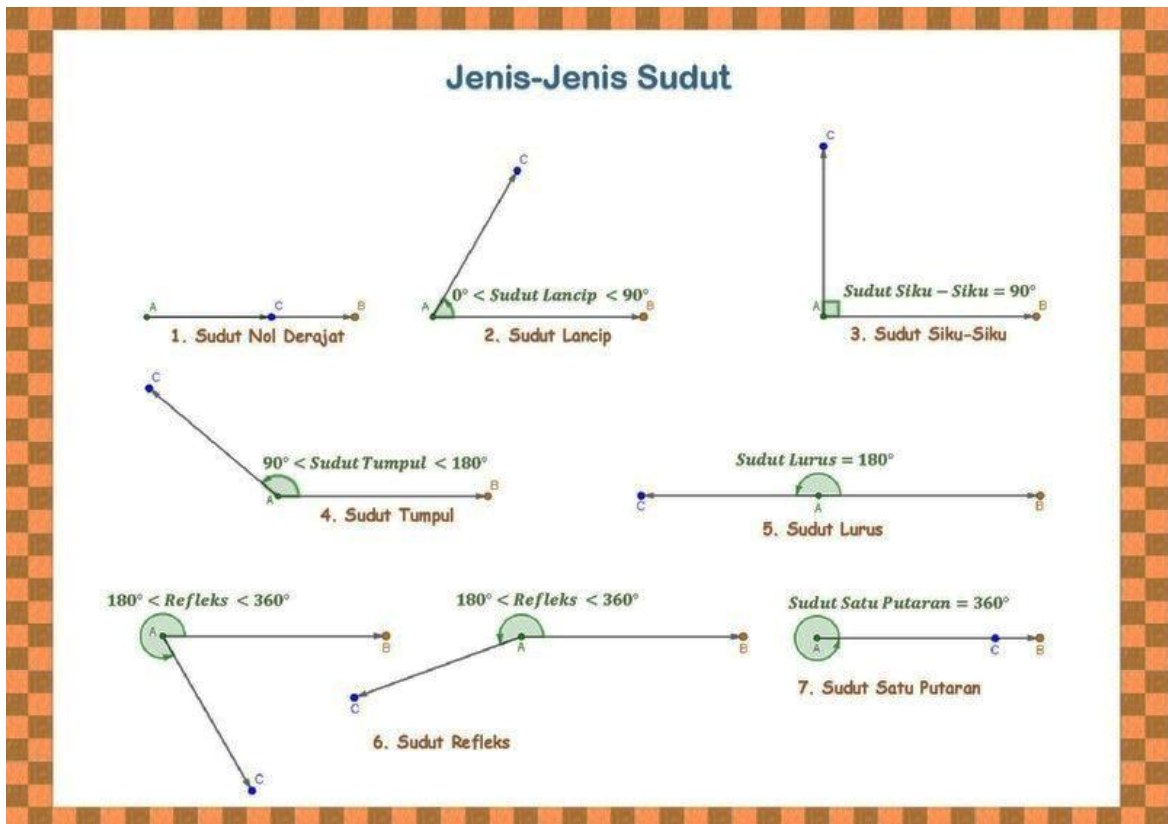 Jenis-Jenis Sudut
A C B
1. Sudut Nol Derajat
C
0° < Sudut Lancip < 90°
A B
2. Sudut Lancip
C
Sudut Siku − Siku = 90°
A B
3. Sudut Siku-Siku
C
90° < Sudut Tumpul < 180°
A B
4. Sudut Tumpul
Sudut Lurus = 180°
C A B
5. Sudut Lurus
180° < Refleks < 360°
A B
C
180° < Refleks < 360°
A B
C
6. Sudut Refleks
Sudut Satu Putaran = 360°
A C B
7. Sudut Satu Putaran